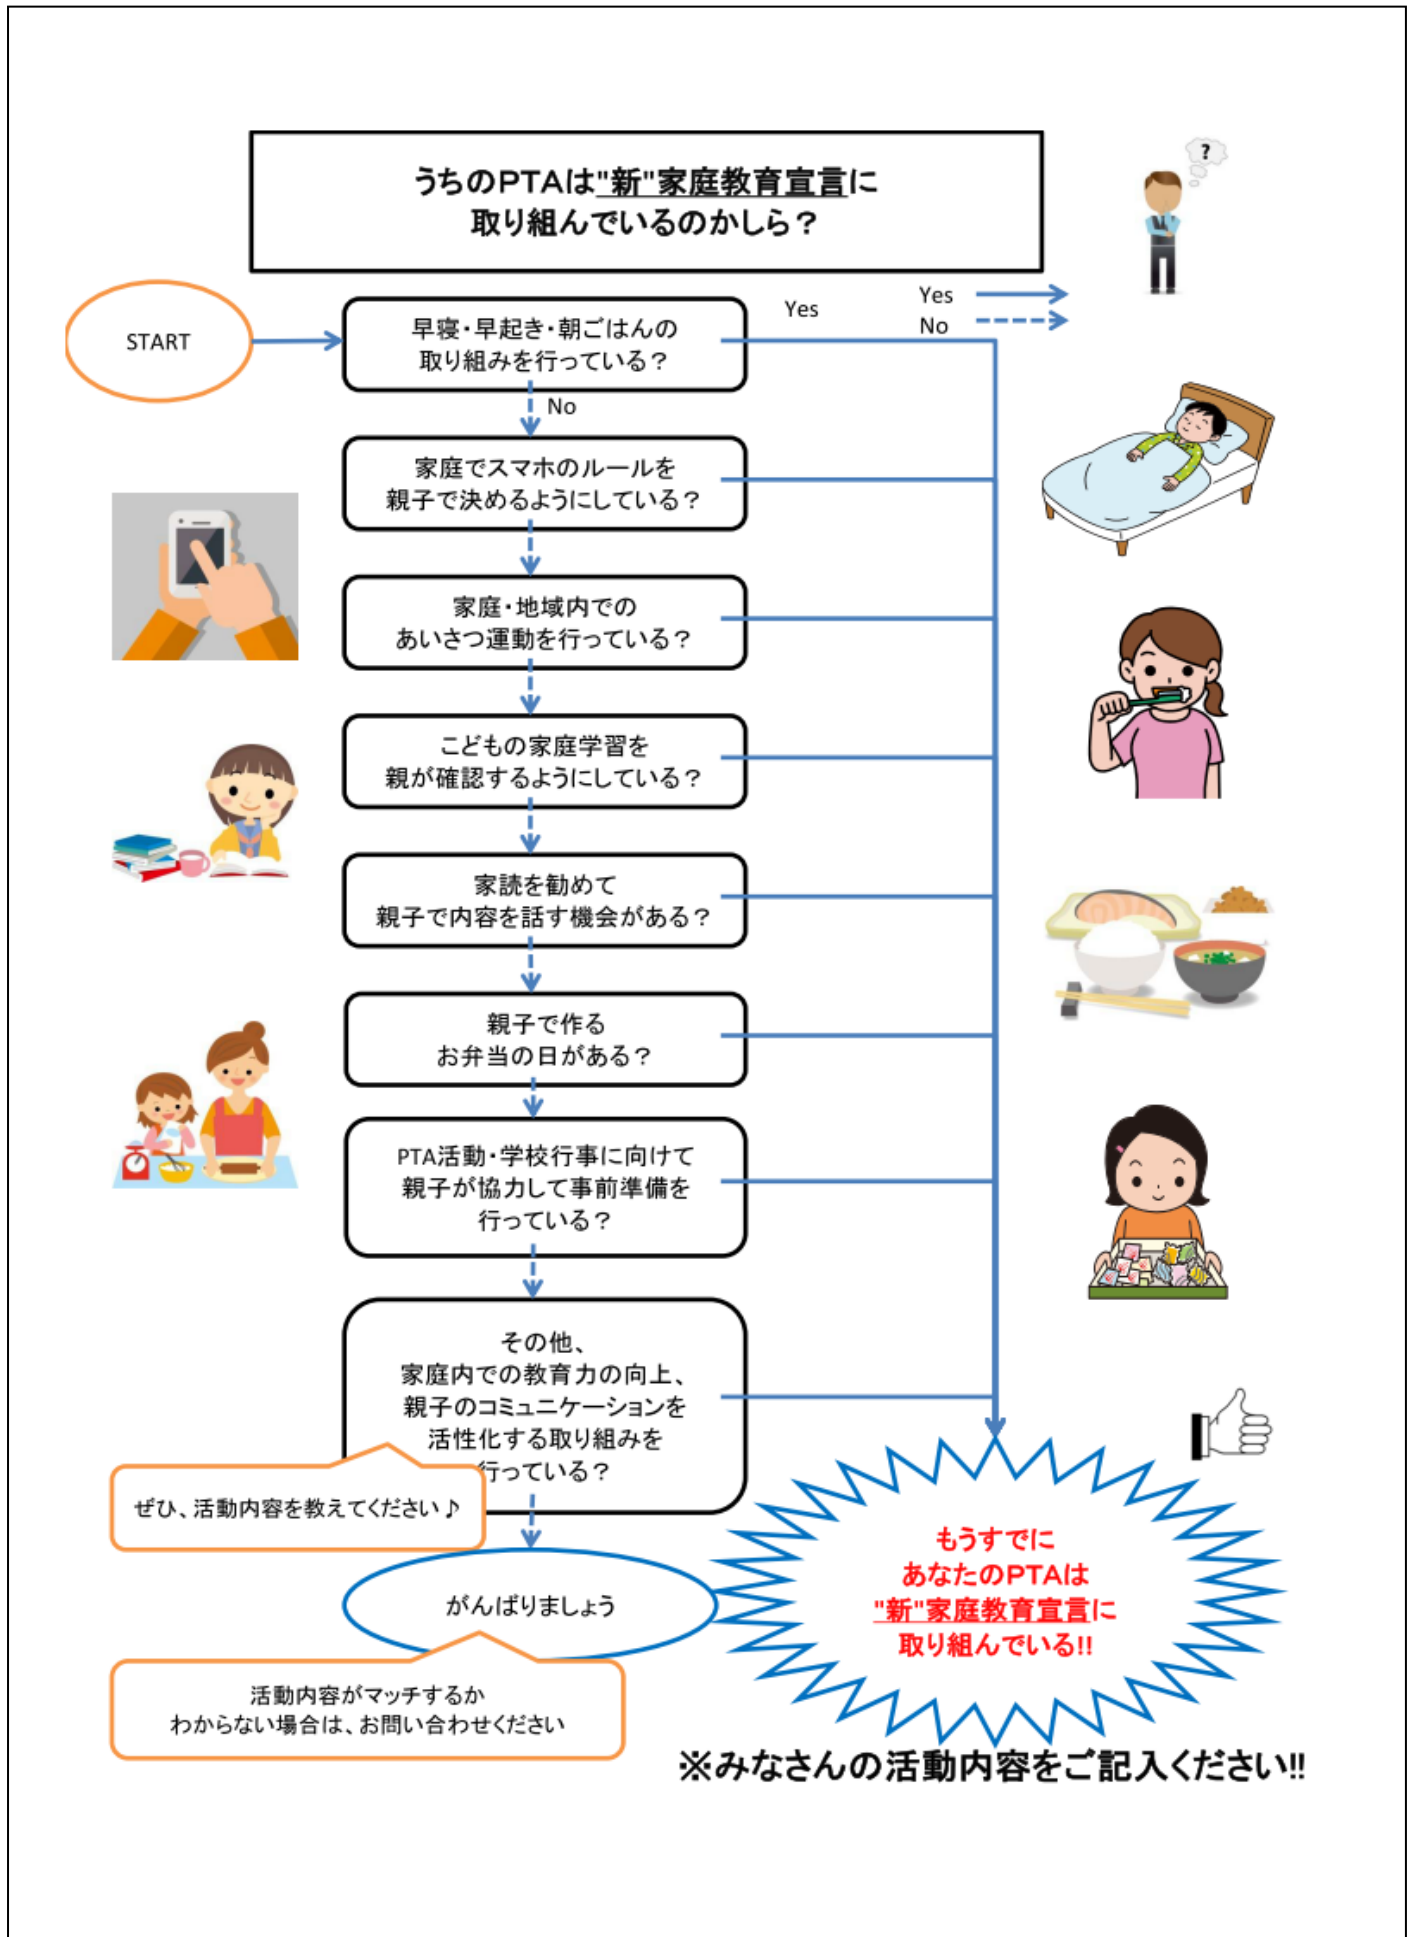 うちのPTAは"新"家庭教育宣言に
取り組んでいるのかしら？
?
START
早寝・早起き・朝ごはんの
取り組みを行っている？
Yes
Yes
No
No
家庭でスマホのルールを
親子で決めるようにしている？
家庭・地域内での
あいさつ運動を行っている？
こどもの家庭学習を
親が確認するようにしている？
家読を勧めて
親子で内容を話す機会がある？
親子で作る
お弁当の日がある？
PTA活動・学校行事に向けて
親子が協力して事前準備を
行っている？
その他、
家庭内での教育力の向上、
親子のコミュニケーションを
活性化する取り組みを
行っている？
ぜひ、活動内容を教えてください♪
がんばりましょう
活動内容がマッチするか
わからない場合は、お問い合わせください
もうすでに
あなたのPTAは
"新"家庭教育宣言に
取り組んでいる!!
※みなさんの活動内容をご記入ください!!